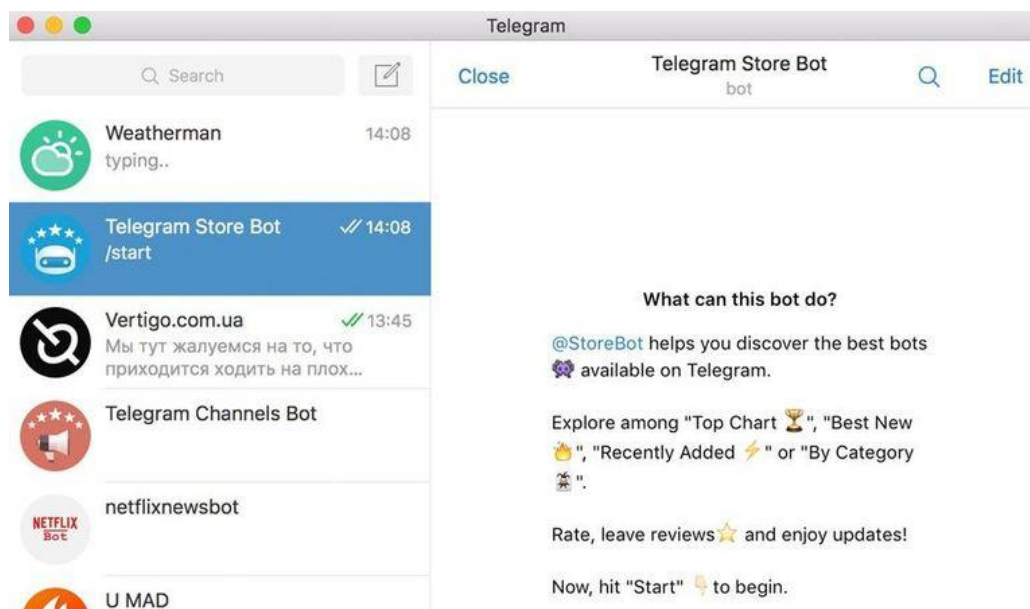 Telegram
Search
Weatherman 14:08
typing..
Telegram Store Bot 14:08
/start
Vertigo.com.ua 13:45
Мы тут жалуемся на то, что
приходится ходить на плох...
Telegram Channels Bot
NETFLIX
Bot
netflixnewsbot
U MAD
Close
Telegram Store Bot
bot
Edit
What can this bot do?
@StoreBot helps you discover the best bots
👾 available on Telegram.
Explore among "Top Chart 🏆", "Best New
🔥", "Recently Added ⚡" or "By Category
🃏".
Rate, leave reviews⭐ and enjoy updates!
Now, hit "Start" 👇🏻 to begin.